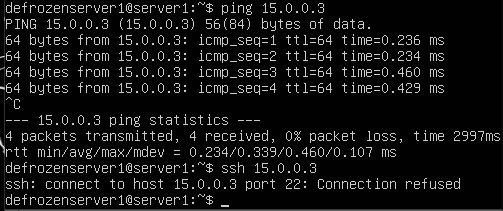 defrozenserver1@server1:~$ ping 15.0.0.3
PING 15.0.0.3 (15.0.0.3) 56(84) bytes of data.
64 bytes from 15.0.0.3: icmp_seq=1 ttl=64 time=0.236 ms
64 bytes from 15.0.0.3: icmp_seq=2 ttl=64 time=0.234 ms
64 bytes from 15.0.0.3: icmp_seq=3 ttl=64 time=0.460 ms
64 bytes from 15.0.0.3: icmp_seq=4 ttl=64 time=0.429 ms
^C
--- 15.0.0.3 ping statistics ---
4 packets transmitted, 4 received, 0% packet loss, time 2997ms
rtt min/avg/max/mdev = 0.234/0.339/0.460/0.107 ms
defrozenserver1@server1:~$ ssh 15.0.0.3
ssh: connect to host 15.0.0.3 port 22: Connection refused
defrozenserver1@server1:~$ _